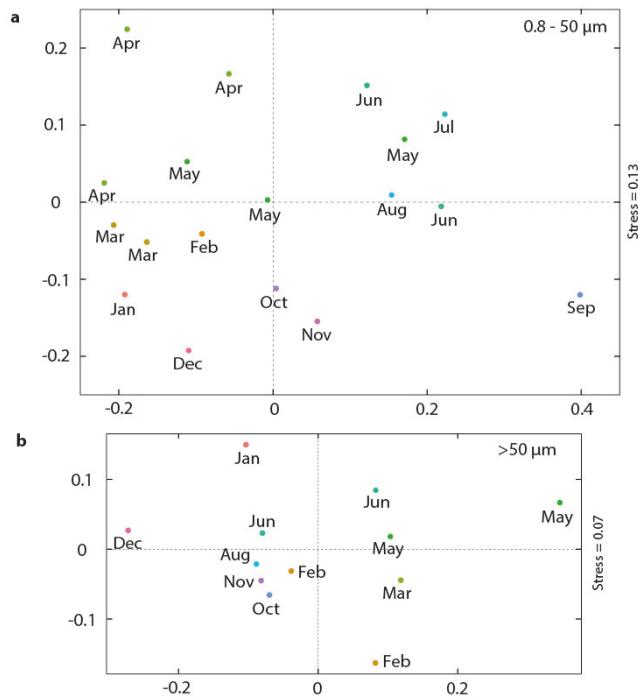 a
0.8 - 50 μm
0.2
Apr
Apr
Jun
Jul
0.1
May
May
Apr
0
May
Aug
Jun
Mar
Mar
Feb
-0.1
Jan
Oct
Sep
Nov
Dec
-0.2
Stress = 0.13
-0.2
0
0.2
0.4
b
>50 μm
Jan
0.1
Jun
May
Jun
Dec
May
0
Aug
Feb
Nov
Mar
Oct
-0.1
Feb
Stress = 0.07
-0.2
0
0.2